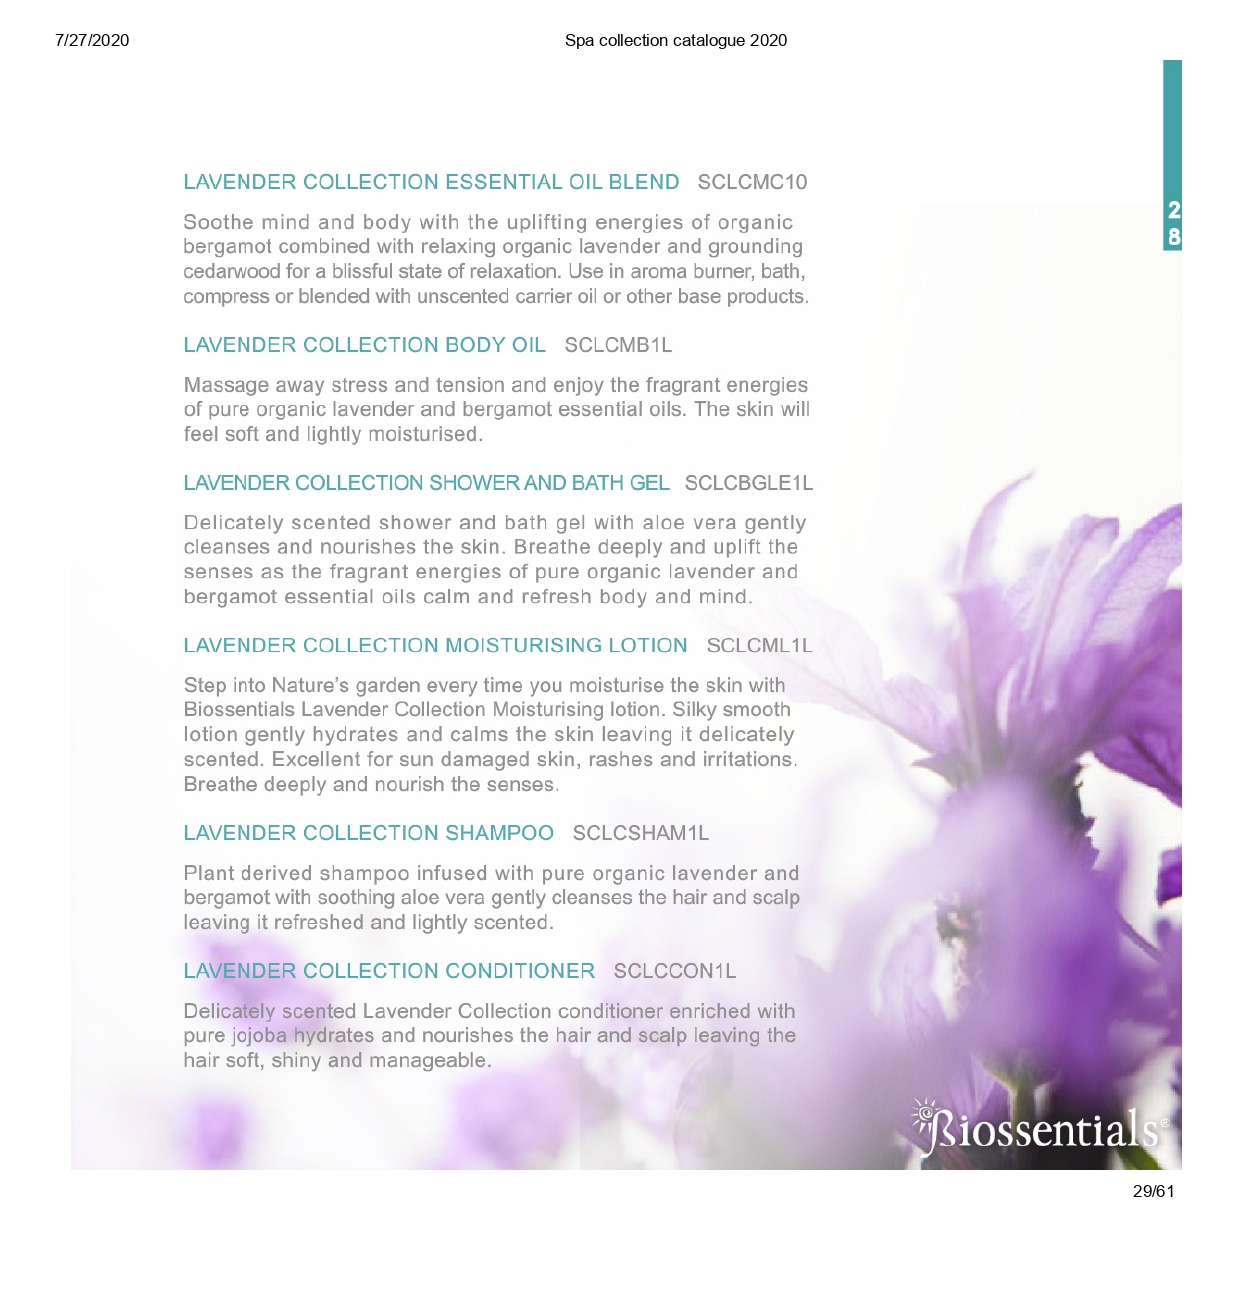 7/27/2020 Spa collection catalogue 2020
28
LAVENDER COLLECTION ESSENTIAL OIL BLEND SCLCMC10
Soothe mind and body with the uplifting energies of organic
bergamot combined with relaxing organic lavender and grounding
cedarwood for a blissful state of relaxation. Use in aroma burner, bath,
compress or blended with unscented carrier oil or other base products.
LAVENDER COLLECTION BODY OIL SCLCMB1L
Massage away stress and tension and enjoy the fragrant energies
of pure organic lavender and bergamot essential oils. The skin will
feel soft and lightly moisturised.
LAVENDER COLLECTION SHOWER AND BATH GEL SCLCBGLE1L
Delicately scented shower and bath gel with aloe vera gently
cleanses and nourishes the skin. Breathe deeply and uplift the
senses as the fragrant energies of pure organic lavender and
bergamot essential oils calm and refresh body and mind.
LAVENDER COLLECTION MOISTURISING LOTION SCLCML1L
Step into Nature’s garden every time you moisturise the skin with
Biossentials Lavender Collection Moisturising lotion. Silky smooth
lotion gently hydrates and calms the skin leaving it delicately
scented. Excellent for sun damaged skin, rashes and irritations.
Breathe deeply and nourish the senses.
LAVENDER COLLECTION SHAMPOO SCLCSHAM1L
Plant derived shampoo infused with pure organic lavender and
bergamot with soothing aloe vera gently cleanses the hair and scalp
leaving it refreshed and lightly scented.
LAVENDER COLLECTION CONDITIONER SCLCCON1L
Delicately scented Lavender Collection conditioner enriched with
pure jojoba hydrates and nourishes the hair and scalp leaving the
hair soft, shiny and manageable.
Biossentials®
29/61